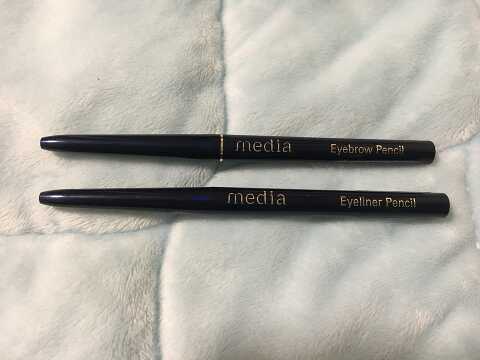 media Eyebrow Pencil
media Eyeliner Pencil